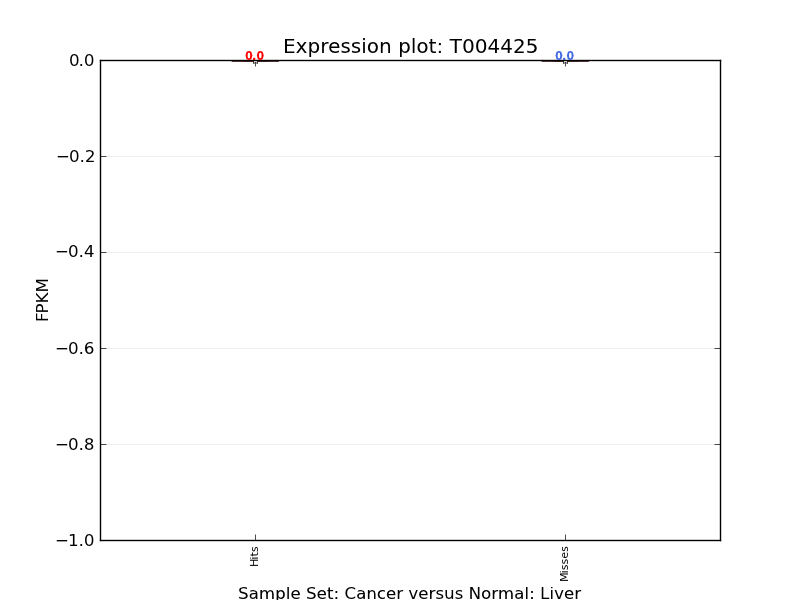 Expression plot: T004425
0.0 0.0
0.0
−0.2
−0.4
−0.6
−0.8
−1.0
FPKM
Hits Misses
Sample Set: Cancer versus Normal: Liver